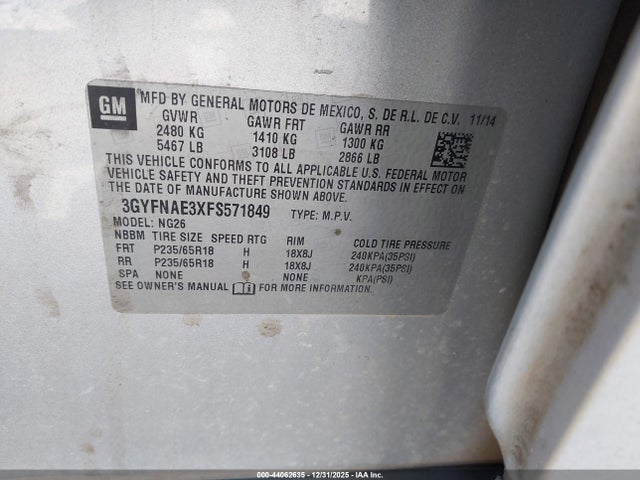 GM
MFD BY GENERAL MOTORS DE MEXICO, S. DE R.L. DE C.V. 11/14
GVWR GAWR FRT GAWR RR
2480 KG 1410 KG 1300 KG
5467 LB 3108 LB 2866 LB
THIS VEHICLE CONFORMS TO ALL APPLICABLE U.S. FEDERAL MOTOR
VEHICLE SAFETY AND THEFT PREVENTION STANDARDS IN EFFECT ON
THE DATE OF MANUFACTURE SHOWN ABOVE.
3GYFNAE3XFS571849 TYPE: M.P.V.
MODEL: NG26
NBBM TIRE SIZE SPEED RTG RIM COLD TIRE PRESSURE
FRT P235/65R18 H 18X8J 240KPA(35PSI)
RR P235/65R18 H 18X8J 240KPA(35PSI)
SPA NONE NONE KPA(PSI)
SEE OWNER'S MANUAL FOR MORE INFORMATION.
000-44062635 - 12/31/2025 - IAA Inc.